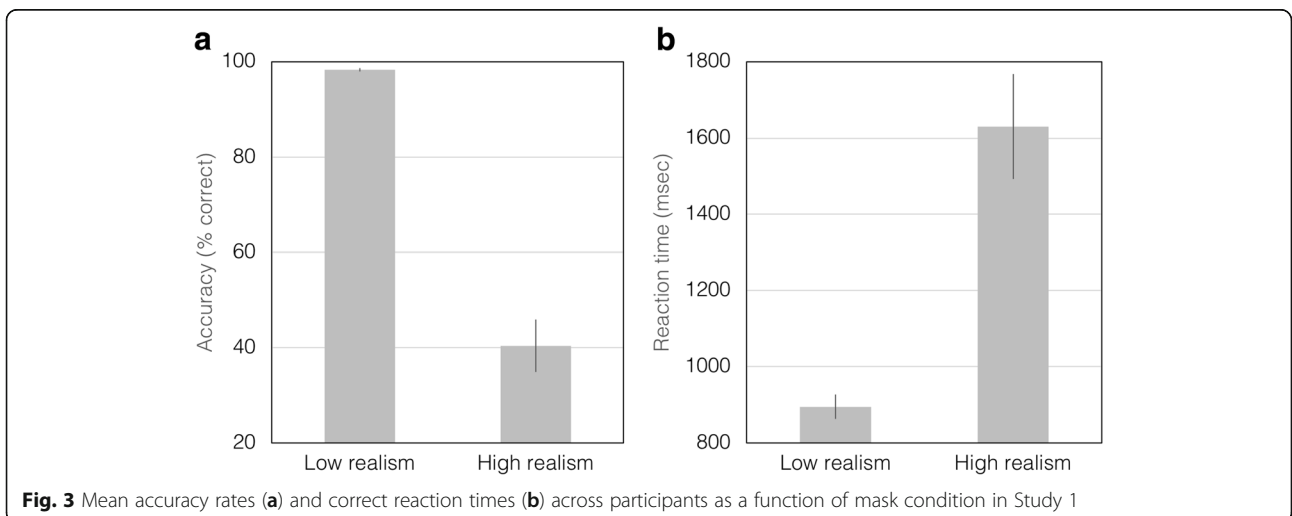 a
100
80
60
40
20
Accuracy (% correct)
Low realism
High realism
b
1800
1600
1400
1200
1000
800
Reaction time (msec)
Low realism
High realism
Fig. 3 Mean accuracy rates (a) and correct reaction times (b) across participants as a function of mask condition in Study 1